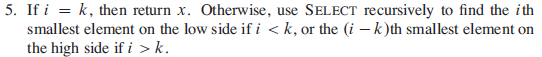 5. If i = k, then return x. Otherwise, use SELECT recursively to find the ith
smallest element on the low side if i < k, or the (i − k)th smallest element on
the high side if i > k.